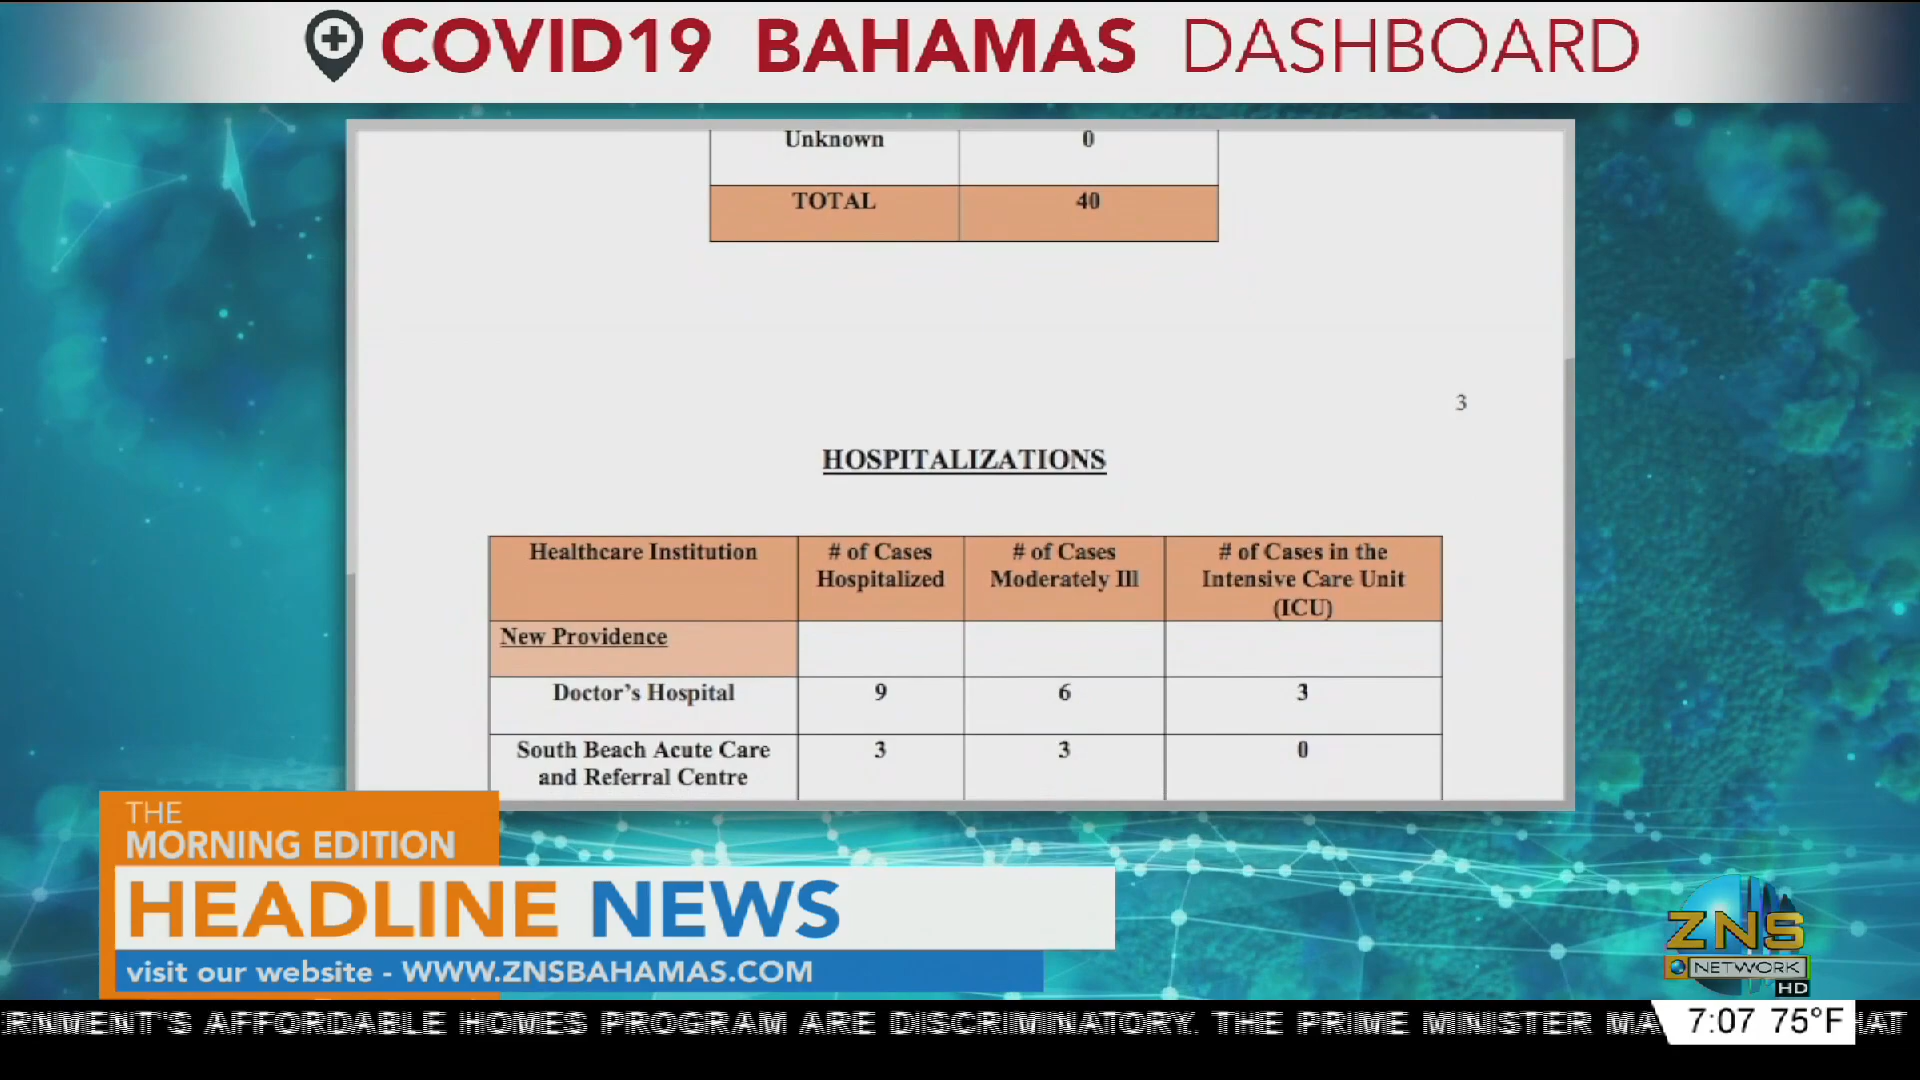 COVID19 BAHAMAS DASHBOARD
Unknown 0
TOTAL 40
3
HOSPITALIZATIONS
Healthcare Institution # of Cases Hospitalized # of Cases Moderately Ill # of Cases in the Intensive Care Unit (ICU)
New Providence
Doctor's Hospital 9 6 3
South Beach Acute Care and Referral Centre 3 3 0
THE
MORNING EDITION
HEADLINE NEWS
visit our website - WWW.ZNSBAHAMAS.COM
ZNS
NETWORK
HD
RNMENT'S AFFORDABLE HOMES PROGRAM ARE DISCRIMINATORY. THE PRIME MINISTER MA
7:07 75°F
HAT